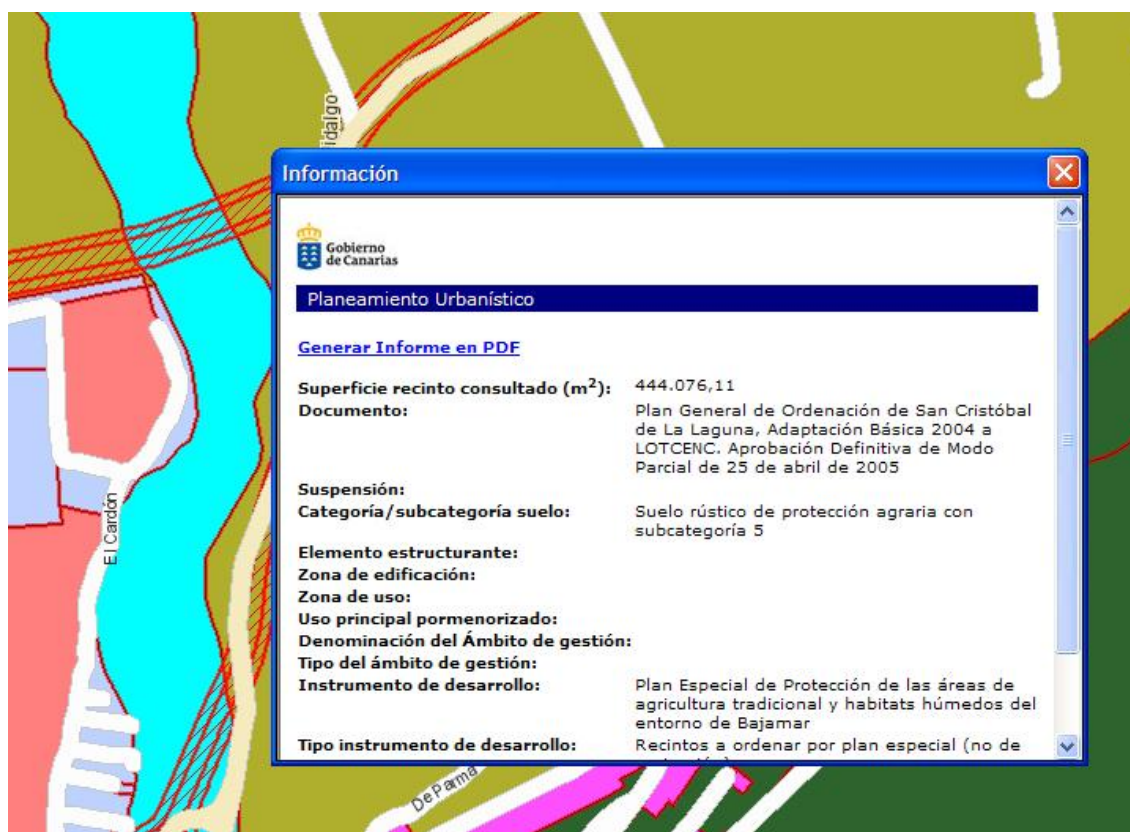 idalgo
Información
Gobierno
de Canarias
Planeamiento Urbanístico
Generar Informe en PDF
Superficie recinto consultado (m²): 444.076,11
Documento: Plan General de Ordenación de San Cristóbal
de La Laguna, Adaptación Básica 2004 a
LOTCENC. Aprobación Definitiva de Modo
Parcial de 25 de abril de 2005
Suspensión:
Categoría/subcategoría suelo: Suelo rústico de protección agraria con
subcategoría 5
Elemento estructurante:
Zona de edificación:
Zona de uso:
Uso principal pormenorizado:
Denominación del Ámbito de gestión:
Tipo del ámbito de gestión:
Instrumento de desarrollo: Plan Especial de Protección de las áreas de
agricultura tradicional y habitats húmedos del
entorno de Bajamar
Tipo instrumento de desarrollo: Recintos a ordenar por plan especial (no de
El Cardón
De Parma